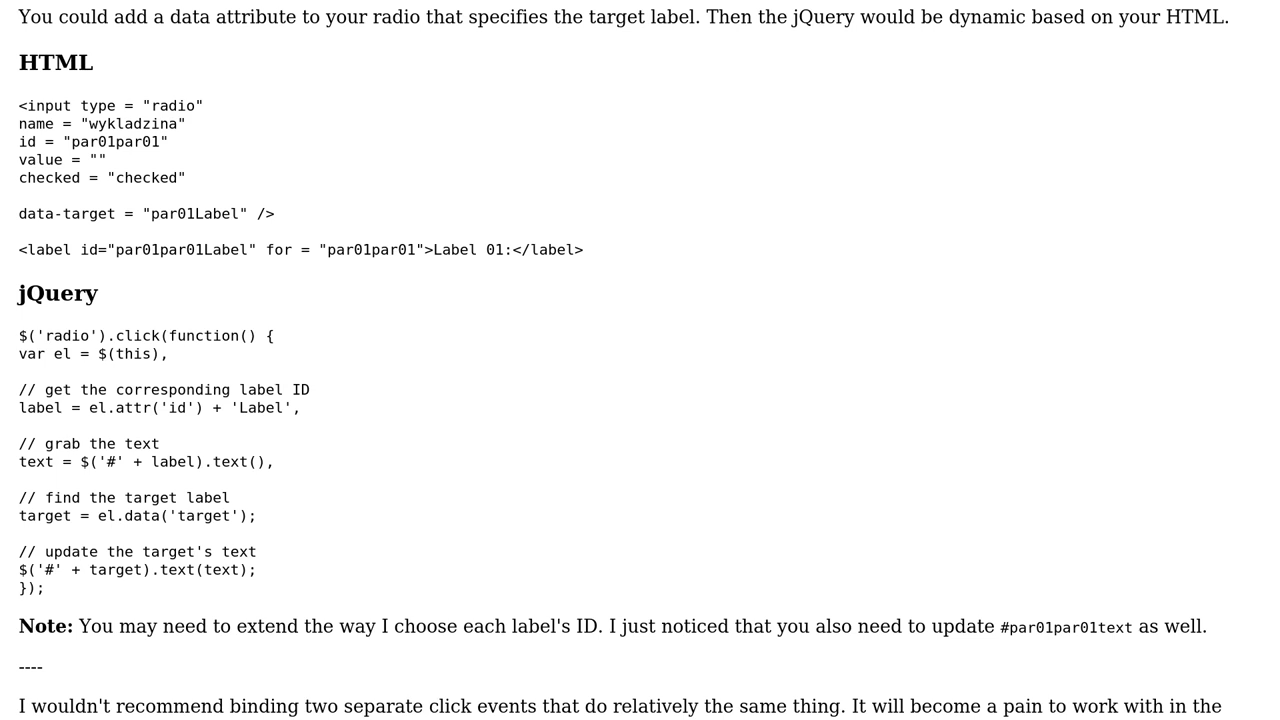 You could add a data attribute to your radio that specifies the target label. Then the jQuery would be dynamic based on your HTML.
HTML
<input type = "radio"
name = "wykladzina"
id = "par01par01"
value = ""
checked = "checked"
data-target = "par01Label" />
<label id="par01par01Label" for = "par01par01">Label 01:</label>
jQuery
$('radio').click(function() {
var el = $(this),
// get the corresponding label ID
label = el.attr('id') + 'Label',
// grab the text
text = $('#' + label).text(),
// find the target label
target = el.data('target');
// update the target's text
$('#' + target).text(text);
});
Note: You may need to extend the way I choose each label's ID. I just noticed that you also need to update #par01par01text as well.
----
I wouldn't recommend binding two separate click events that do relatively the same thing. It will become a pain to work with in the